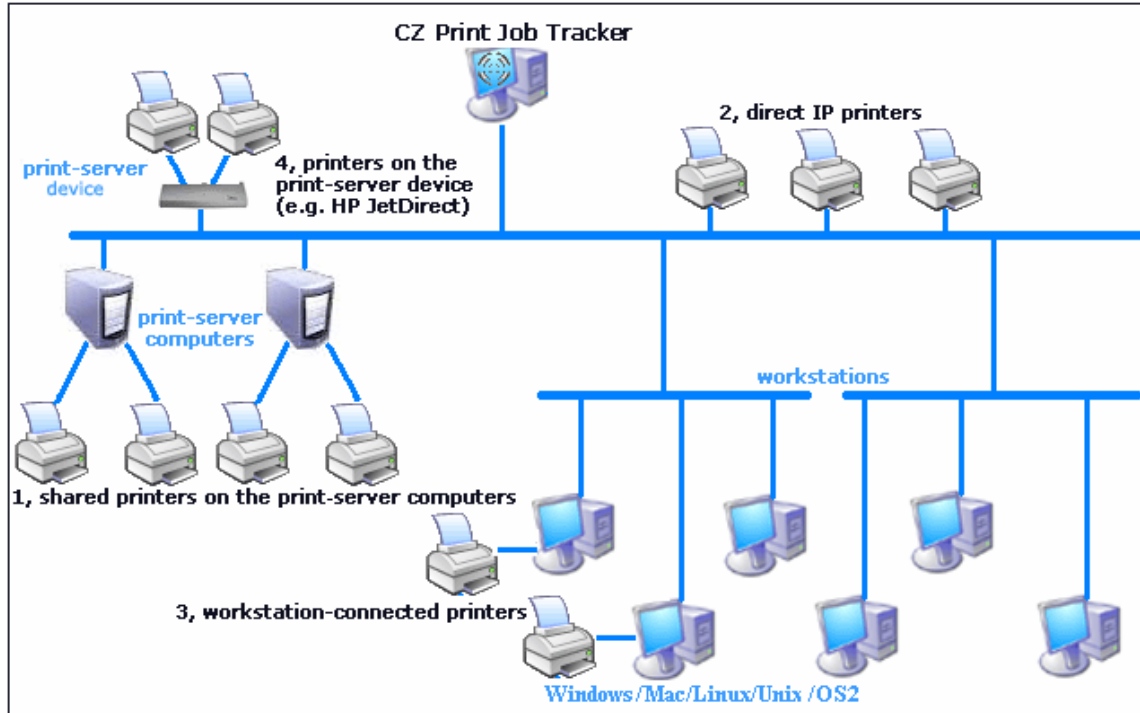 CZ Print Job Tracker
2, direct IP printers
print-server
device
4, printers on the
print-server device
(e.g. HP JetDirect)
print-server
computers
workstations
1, shared printers on the print-server computers
3, workstation-connected printers
Windows/Mac/Linux/Unix /OS2